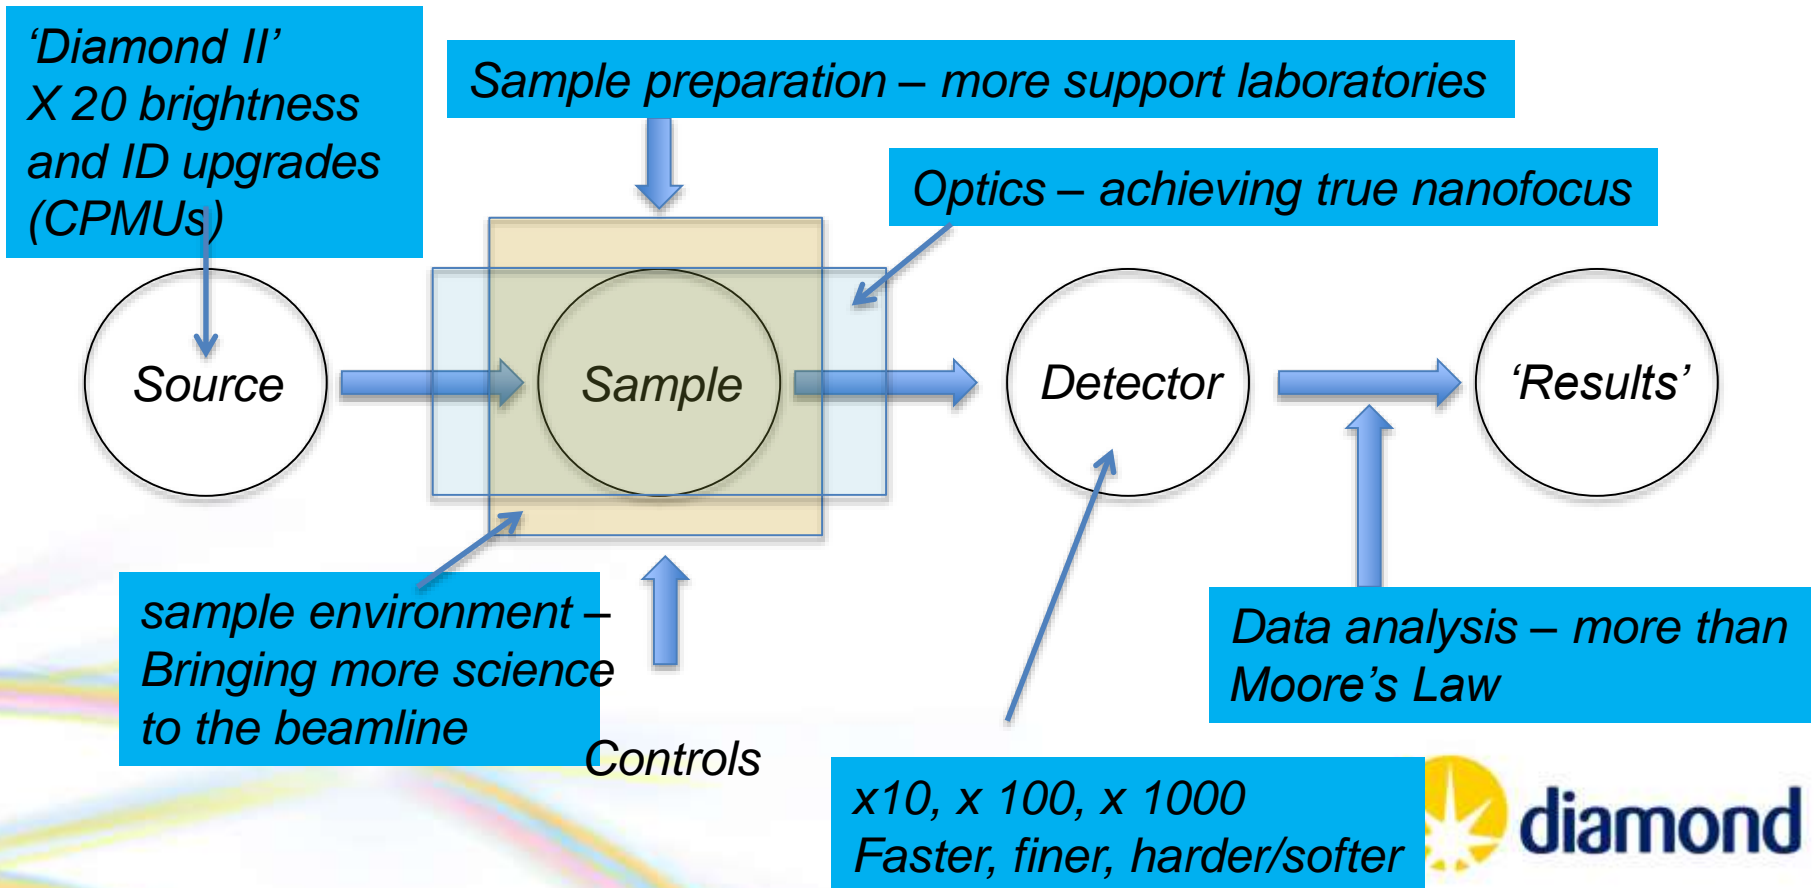 ‘Diamond II’
X 20 brightness
and ID upgrades
(CPMUs)
Sample preparation – more support laboratories
Optics – achieving true nanofocus
Source
Sample
Detector
‘Results’
sample environment –
Bringing more science
to the beamline
Controls
Data analysis – more than
Moore’s Law
x10, x 100, x 1000
Faster, finer, harder/softer
diamond